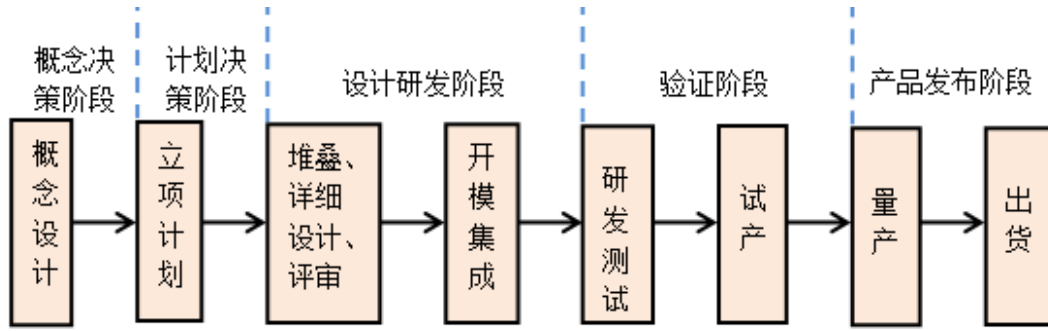 概念决
策阶段
计划决
策阶段
设计研发阶段
验证阶段
产品发布阶段
概
念
设
计
立
项
计
划
堆叠、
详细
设计、
评审
开
模
集
成
研
发
测
试
试
产
量
产
出
货